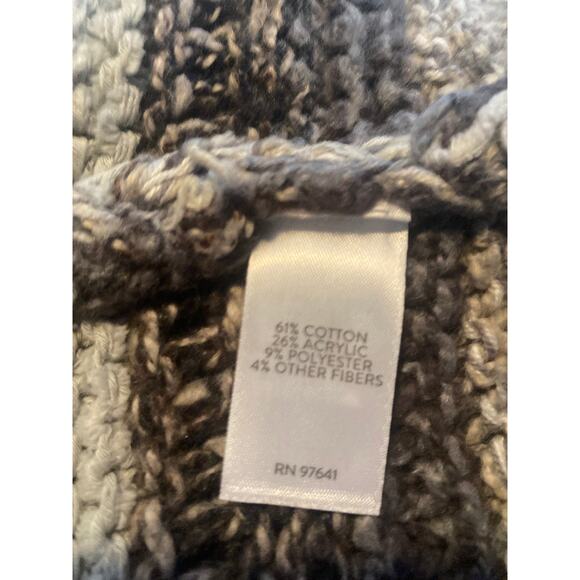 61% COTTON
26% ACRYLIC
9% POLYESTER
4% OTHER FIBERS
RN 97641